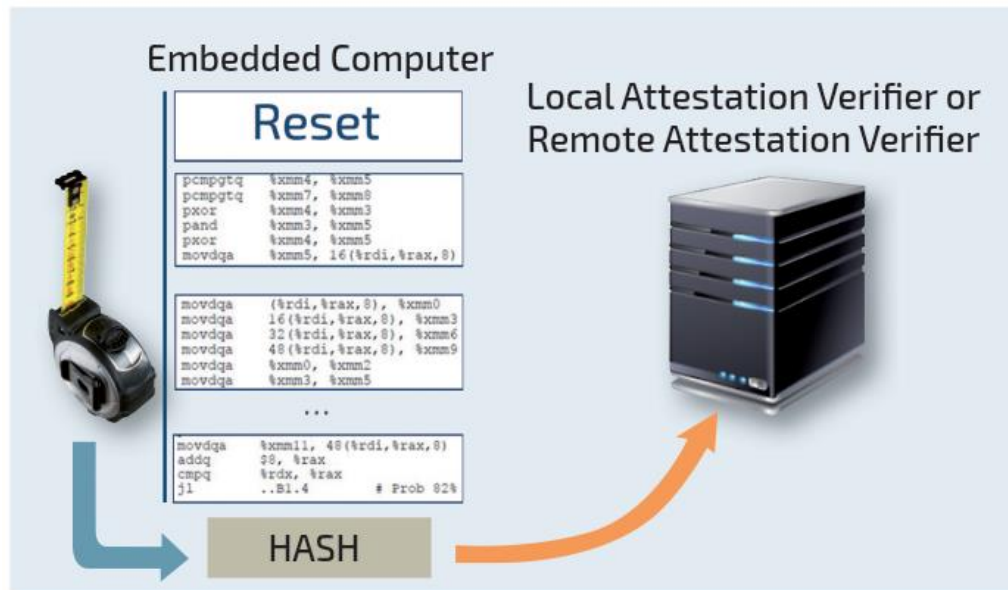 Embedded Computer
Reset
pcmpgtq %xmm4, %xmm5
pcmpgtq %xmm7, %xmm8
pxor %xmm4, %xmm3
pand %xmm3, %xmm5
pxor %xmm4, %xmm5
movdqa %xmm5, 16(%rdi,%rax,8)
movdqa (%rdi,%rax,8), %xmm0
movdqa 16(%rdi,%rax,8), %xmm3
movdqa 32(%rdi,%rax,8), %xmm6
movdqa 48(%rdi,%rax,8), %xmm9
movdqa %xmm0, %xmm2
movdqa %xmm3, %xmm5
...
movdqa %xmm11, 48(%rdi,%rax,8)
addq $8, %rax
cmpq %rdx, %rax
jl ..B1.4 # Prob 82%
HASH
Local Attestation Verifier or
Remote Attestation Verifier